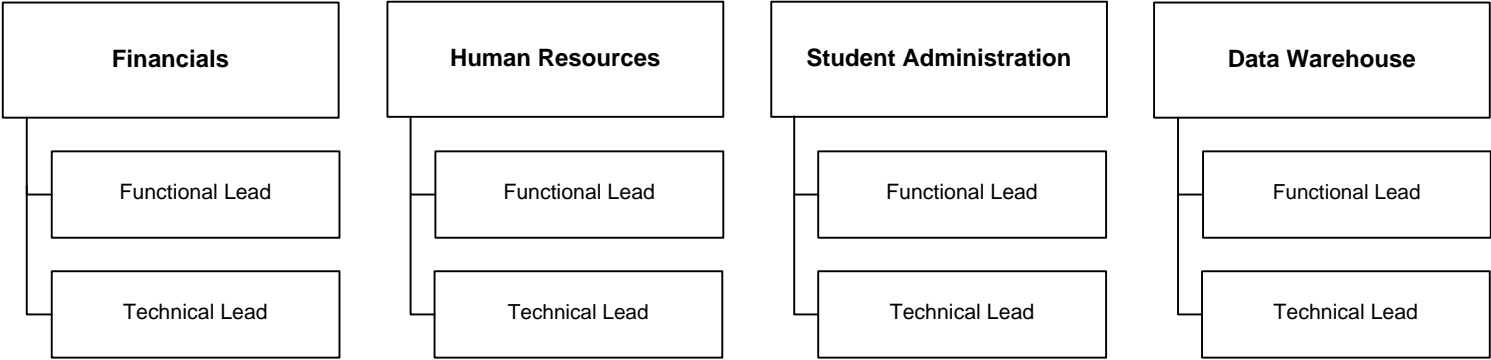 Financials
Functional Lead
Technical Lead
Human Resources
Functional Lead
Technical Lead
Student Administration
Functional Lead
Technical Lead
Data Warehouse
Functional Lead
Technical Lead